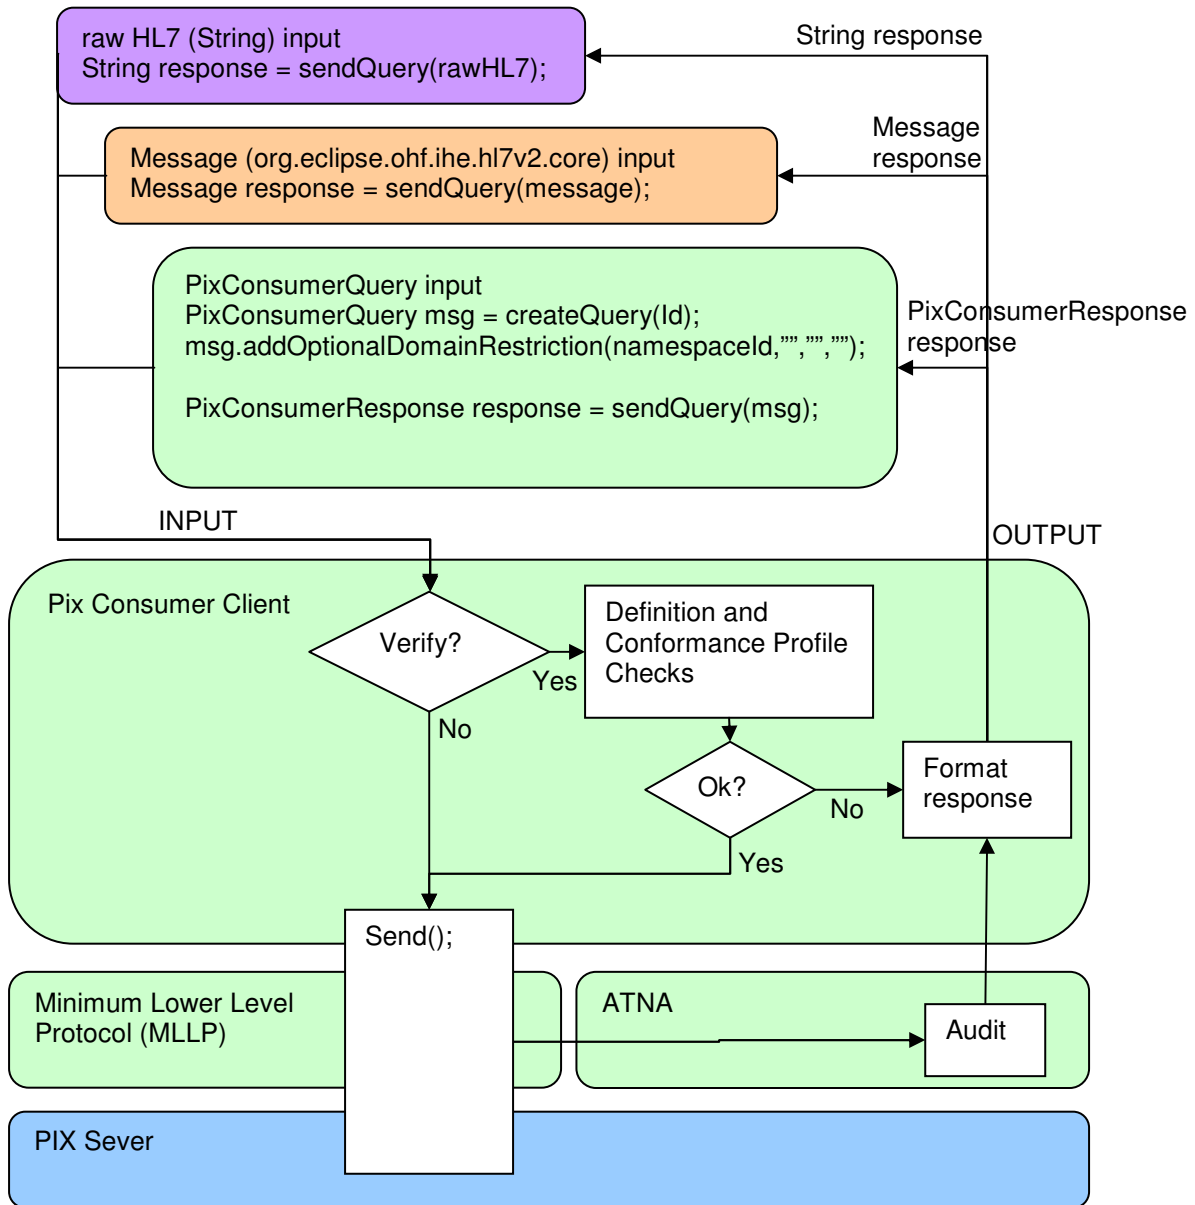 raw HL7 (String) input
String response = sendQuery(rawHL7);
String response
Message (org.eclipse.ohf.ihe.hl7v2.core) input
Message response = sendQuery(message);
Message
response
PixConsumerQuery input
PixConsumerQuery msg = createQuery(Id);
msg.addOptionalDomainRestriction(namespaceId,””,””,””);
PixConsumerResponse response = sendQuery(msg);
PixConsumerResponse
response
INPUT
OUTPUT
Pix Consumer Client
Verify?
Yes
No
Definition and
Conformance Profile
Checks
Ok?
No
Yes
Format
response
Send();
Minimum Lower Level
Protocol (MLLP)
ATNA
Audit
PIX Sever